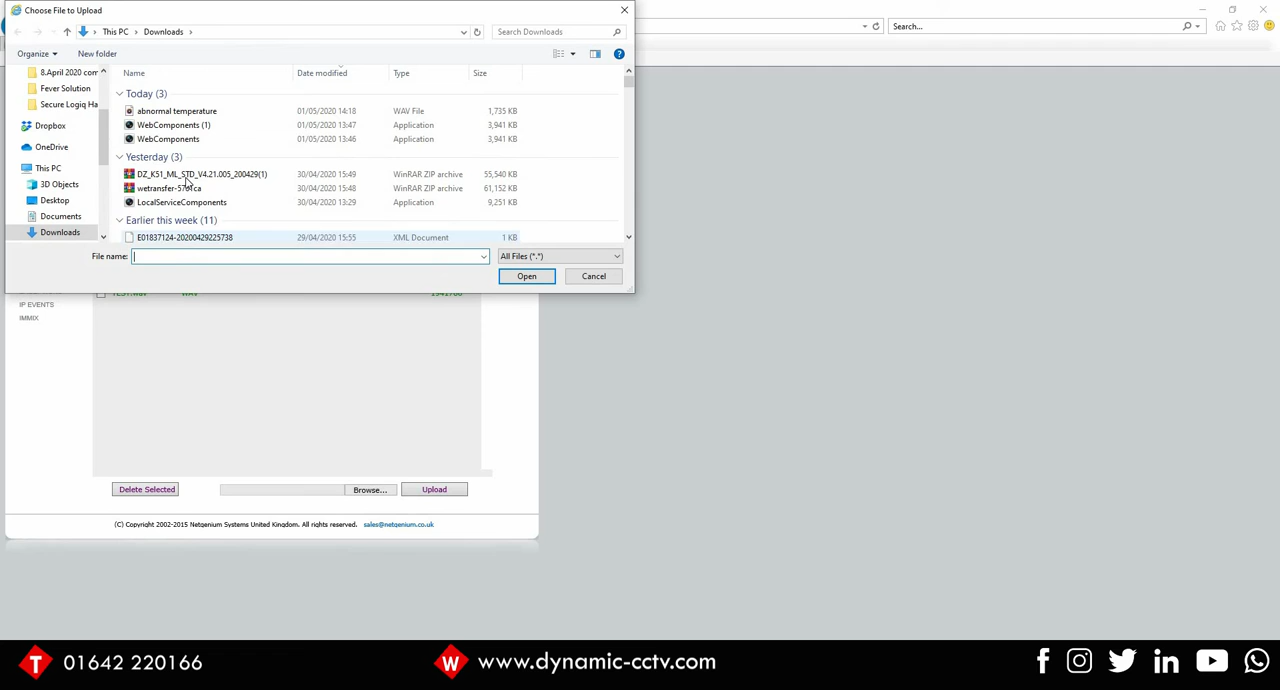 Choose File to Upload
This PC > Downloads >
Search Downloads
Search...
Organize
New folder
Name
Date modified
Type
Size
8.April 2020 com
Fever Solution
Secure Logiq Ha
Dropbox
OneDrive
This PC
3D Objects
Desktop
Documents
Downloads
Today (3)
abnormal temperature 01/05/2020 14:18 WAV File 1,735 KB
WebComponents (1) 01/05/2020 13:47 Application 3,941 KB
WebComponents 01/05/2020 13:46 Application 3,941 KB
Yesterday (3)
DZ_K51_ML_STD_V4.21.005_200429(1) 30/04/2020 15:49 WinRAR ZIP archive 55,540 KB
30/04/2020 15:48 WinRAR ZIP archive 61,152 KB
LocalServiceComponents 30/04/2020 13:29 Application 9,251 KB
Earlier this week (11)
E01837124-20200429225738 29/04/2020 15:55 XML Document 1 KB
File name:
All Files (*.*)
Open
Cancel
IP EVENTS
IMMIX
Delete Selected
Browse...
Upload
(C) Copyright 2002-2015 Netgenium Systems United Kingdom. All rights reserved. sales@netgenium.co.uk
T 01642 220166
W www.dynamic-cctv.com